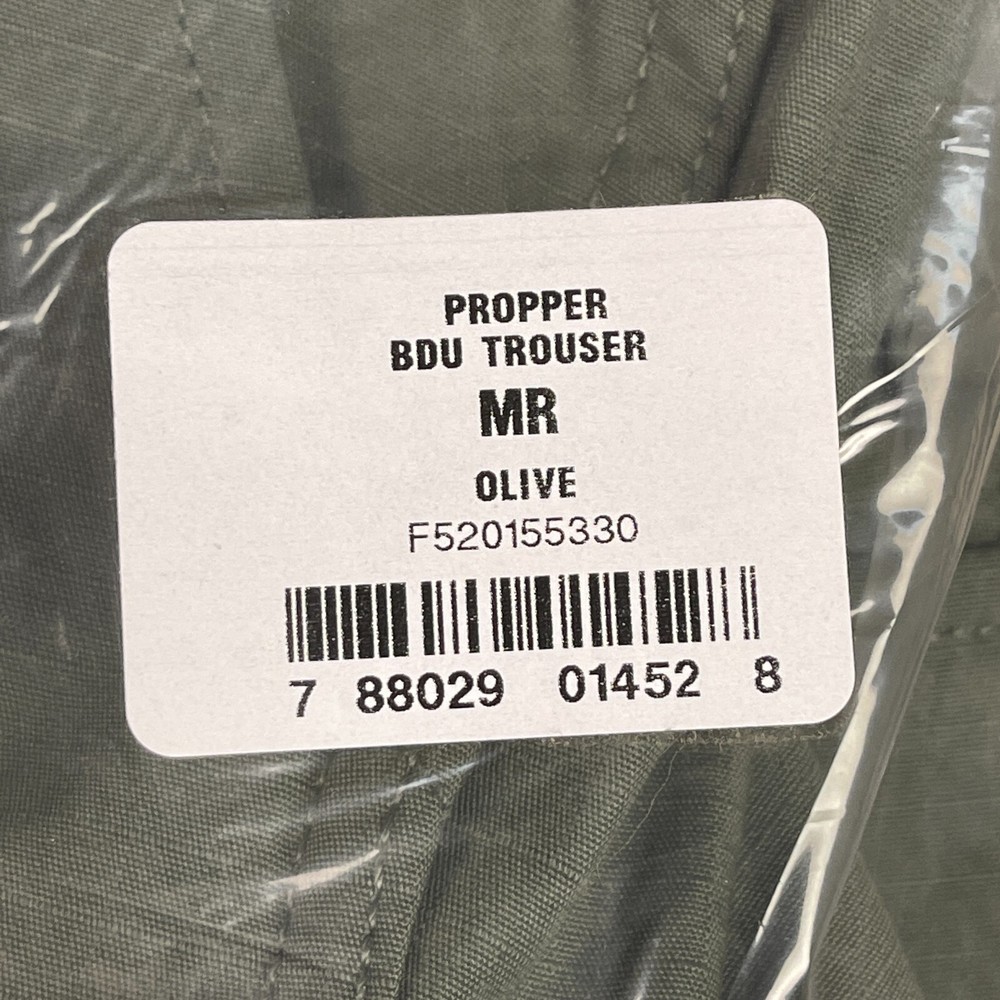 PROPPER
BDU TROUSER
MR
OLIVE
F520155330
7 88029 01452 8